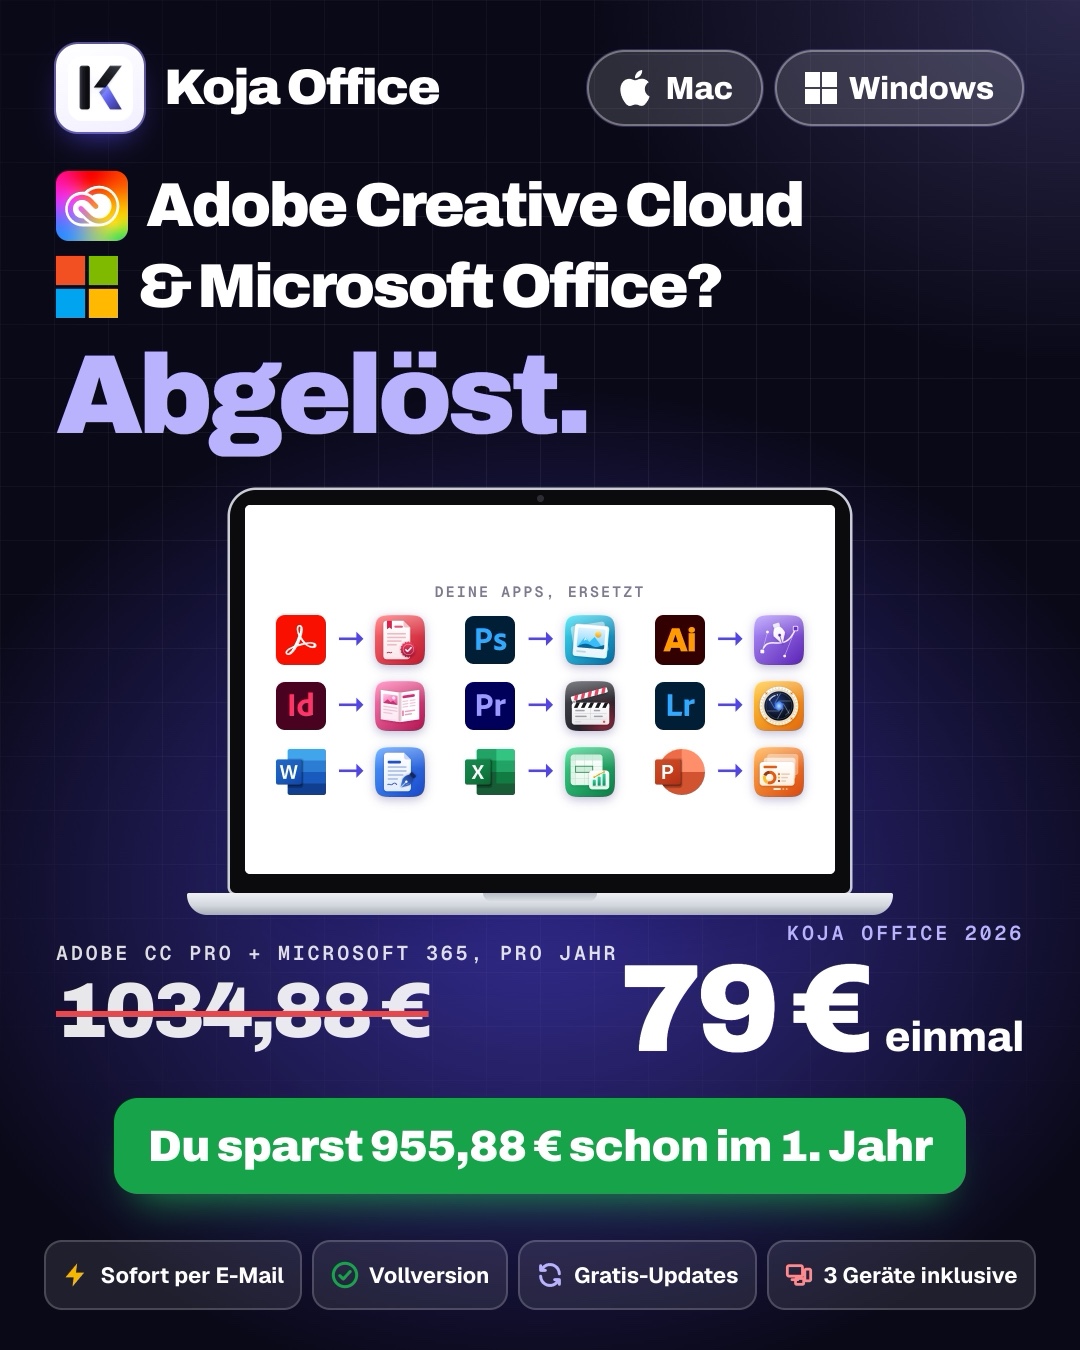 K Koja Office
Mac
Windows
Adobe Creative Cloud
& Microsoft Office?
Abgelöst.
DEINE APPS, ERSETZT
Ps
Ai
Id
Pr
Lr
W
X
P
ADOBE CC PRO + MICROSOFT 365, PRO JAHR
1034,88 €
KOJA OFFICE 2026
79 € einmal
Du sparst 955,88 € schon im 1. Jahr
Sofort per E-Mail
Vollversion
Gratis-Updates
3 Geräte inklusive